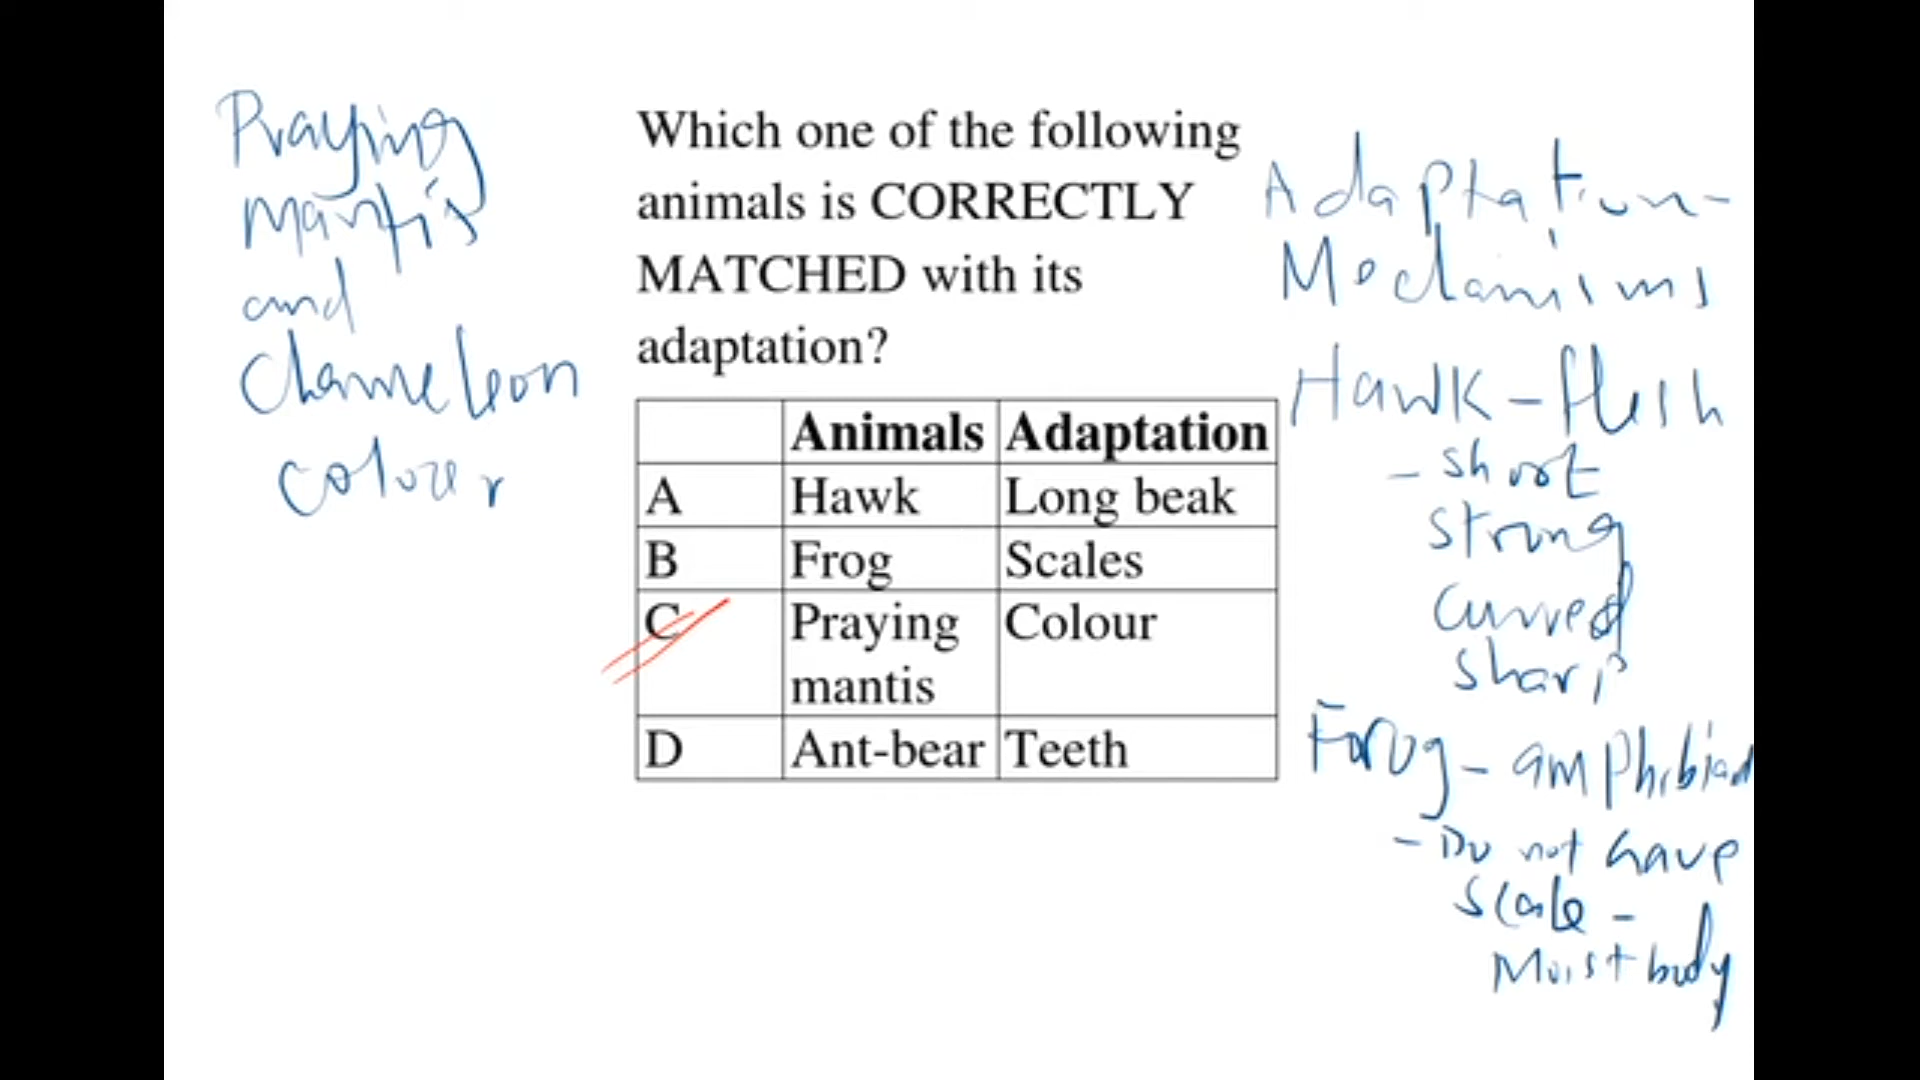 Praying
mantis
and
Chameleon
colour
Which one of the following
animals is CORRECTLY
MATCHED with its
adaptation?
Animals Adaptation
A Hawk Long beak
B Frog Scales
C Praying mantis Colour
D Ant-bear Teeth
Adaptation-
Mechanisms
Hawk - flesh
- short
strong
curved
sharp
Forog - amphibian
- Do not have
scale -
Moist body